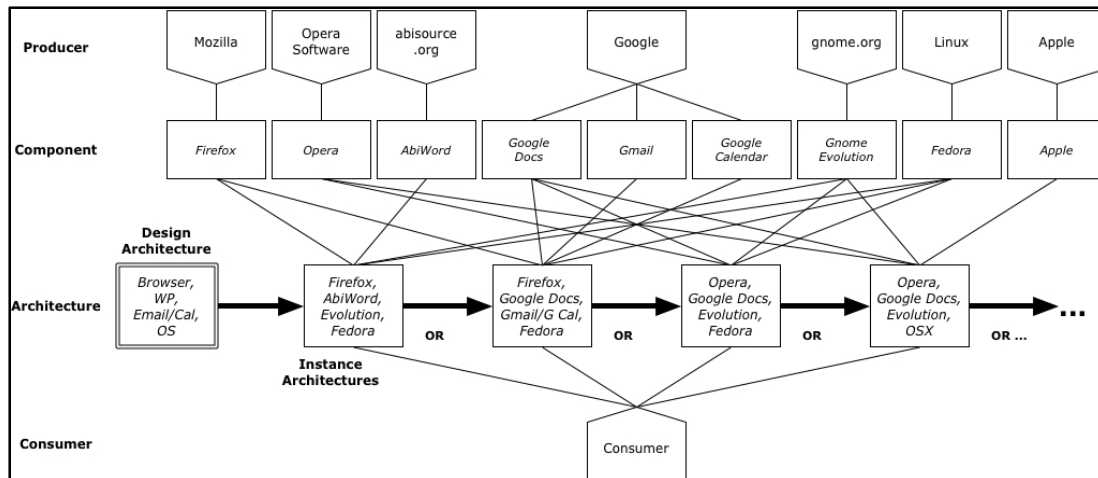 Producer
Mozilla
Opera
Software
abisource
.org
Google
gnome.org
Linux
Apple
Component
Firefox
Opera
AbiWord
Google
Docs
Gmail
Google
Calendar
Gnome
Evolution
Fedora
Apple
Design
Architecture
Architecture
Browser,
WP,
Email/Cal,
OS
Firefox,
AbiWord,
Evolution,
Fedora
OR
Firefox,
Google Docs,
Gmail/G Cal,
Fedora
OR
Opera,
Google Docs,
Evolution,
Fedora
OR
Opera,
Google Docs,
Evolution,
OSX
OR ...
...
Instance
Architectures
Consumer
Consumer